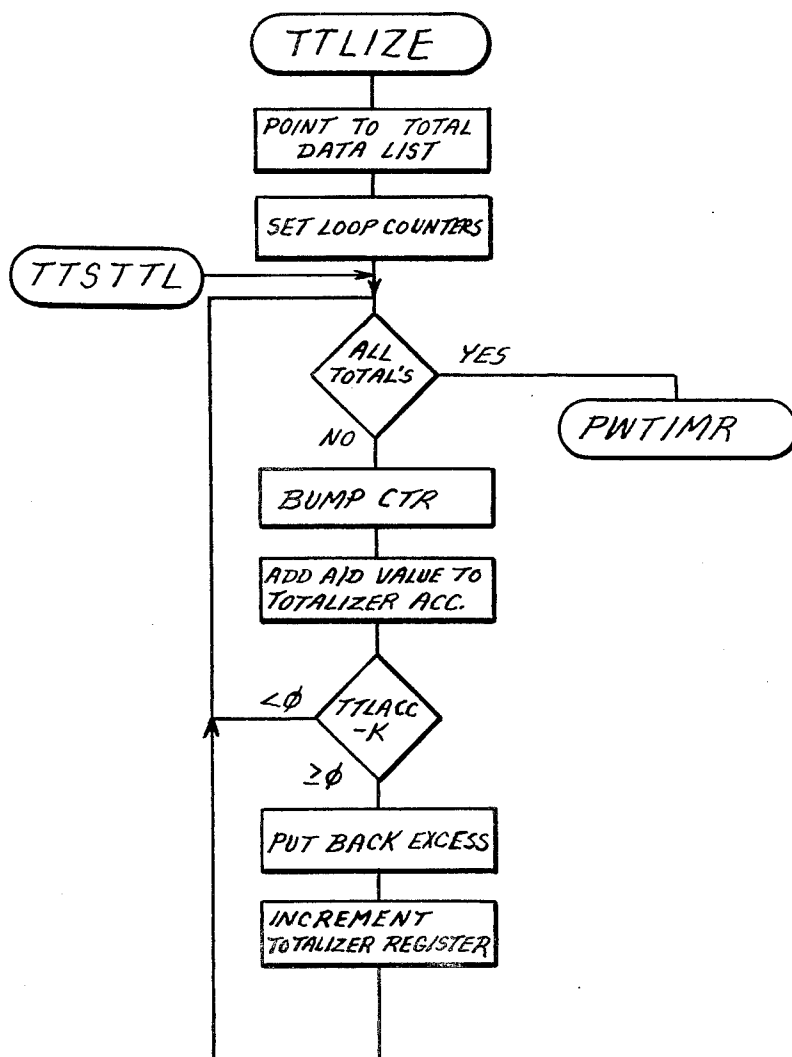 TTLIZE
POINT TO TOTAL
DATA LIST
SET LOOP COUNTERS
TTSTTL
ALL
TOTAL'S
YES
PWTIMR
NO
BUMP CTR
ADD A/D VALUE TO
TOTALIZER ACC.
<ϕ
TTLACC
-K
≥ϕ
PUT BACK EXCESS
INCREMENT
TOTALIZER REGISTER